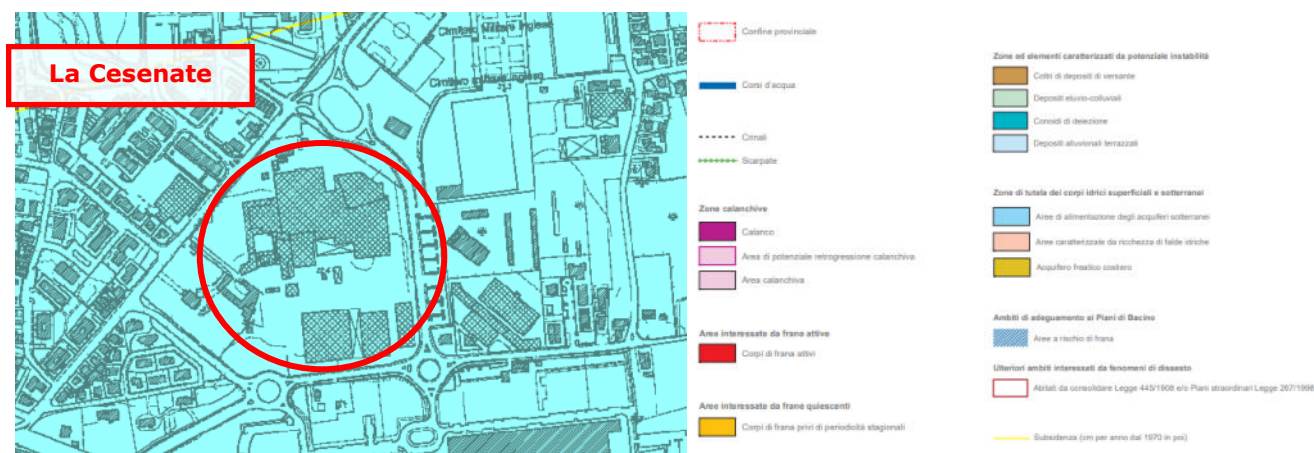 La Cesenate
Cimitero Militare Inglese
Cimitero Militare Inglese
Confine provinciale
Corsi d'acqua
Crinali
Scarpate
Zone calanchive
Calanco
Area di potenziale retrogressione calanchiva
Area calanchiva
Aree interessate da frane attive
Corpi di frana attivi
Aree interessate da frane quiescenti
Corpi di frana privi di periodicità stagionali
Zone ed elementi caratterizzati da potenziale instabilità
Coltri di depositi di versante
Depositi eluvio-colluviali
Conoidi di deiezione
Depositi alluvionali terrazzati
Zone di tutela dei corpi idrici superficiali e sotterranei
Aree di alimentazione degli acquiferi sotterranei
Aree caratterizzate da ricchezza di falde idriche
Acquifero freatico costiero
Ambiti di adeguamento ai Piani di Bacino
Aree a rischio di frana
Ulteriori ambiti interessati da fenomeni di dissesto
Abitati da consolidare Legge 445/1908 e/o Piani straordinari Legge 267/1998
Subsidenza (cm per anno dal 1970 in poi)